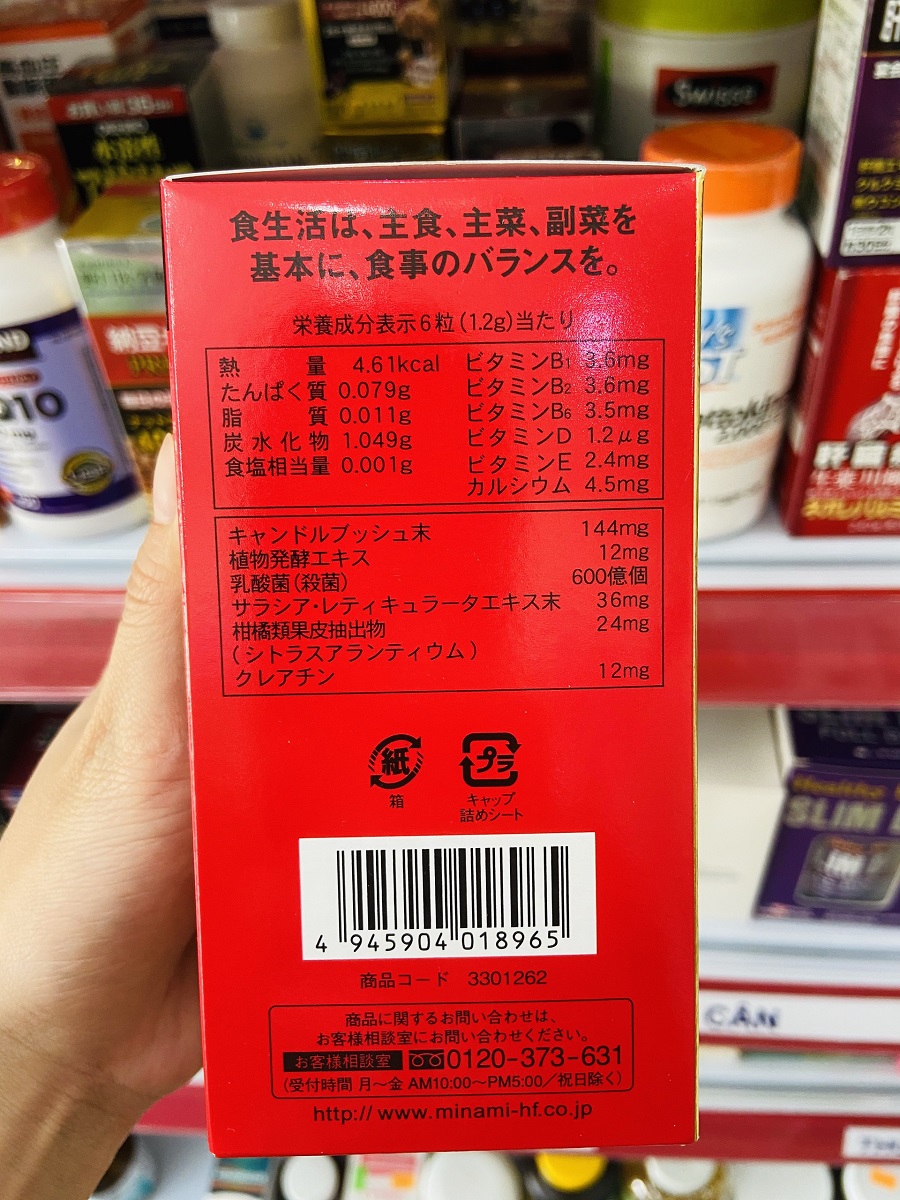 食生活は、主食、主菜、副菜を
基本に、食事のバランスを。
栄養成分表示6粒(1.2g)当たり
熱量 4.61kcal
たんぱく質 0.079g
脂質 0.011g
炭水化物 1.049g
食塩相当量 0.001g
ビタミンB1 3.6mg
ビタミンB2 3.6mg
ビタミンB6 3.5mg
ビタミンD 1.2μg
ビタミンE 2.4mg
カルシウム 4.5mg
キャンドルブッシュ末 144mg
植物発酵エキス 12mg
乳酸菌(殺菌) 600億個
サラシア・レティキュラータエキス末 36mg
柑橘類果皮抽出物 24mg
(シトラスアランティウム)
クレアチン 12mg
紙
箱
プラ
キャップ
詰めシート
4 945904 018965
商品コード 3301262
商品に関するお問い合わせは、
お客様相談室にお問い合わせください。
お客様相談室 0120-373-631
(受付時間 月〜金 AM10:00〜PM5:00/祝日除く)
http://www.minami-hf.co.jp
Swisse
Q10
肝臓
SLIM
CÂN